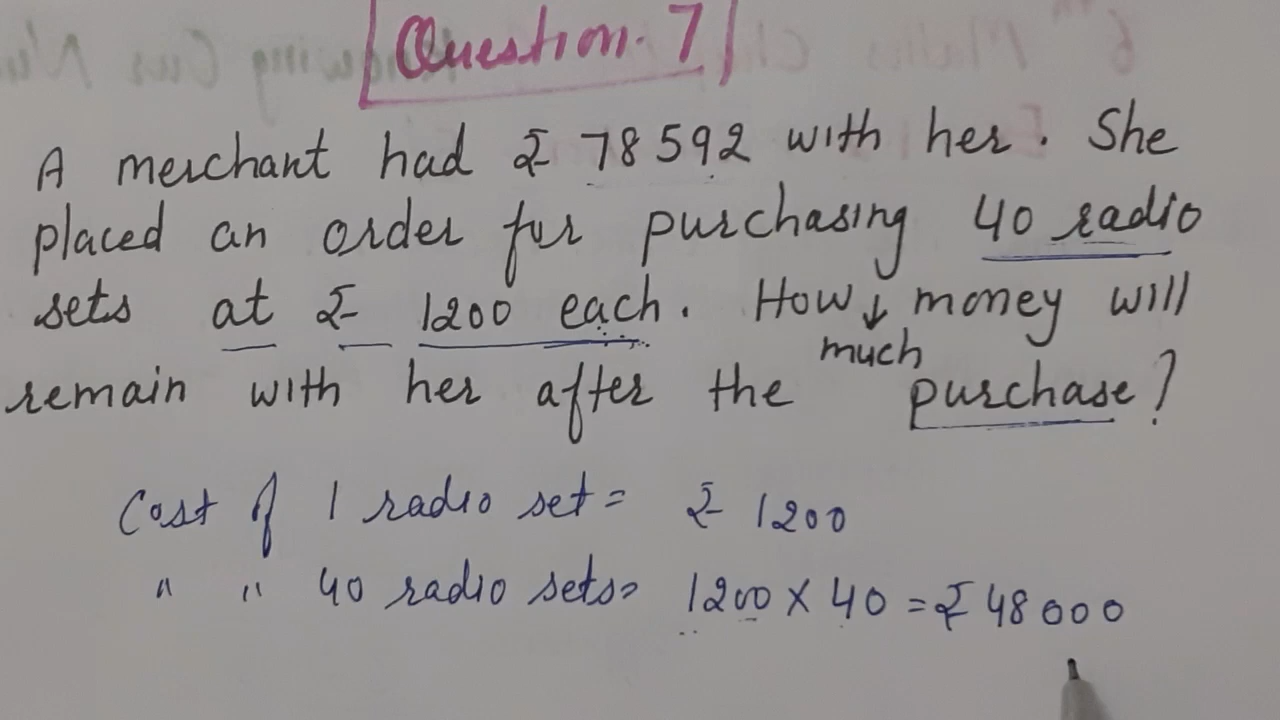 Question. 7
A merchant had ₹ 78592 with her. She
placed an order for purchasing 40 radio
sets at ₹ 1200 each. How ↓ money will
much
remain with her after the purchase?
Cost of 1 radio set = ₹ 1200
" " 40 radio sets = 1200 × 40 = ₹ 48000